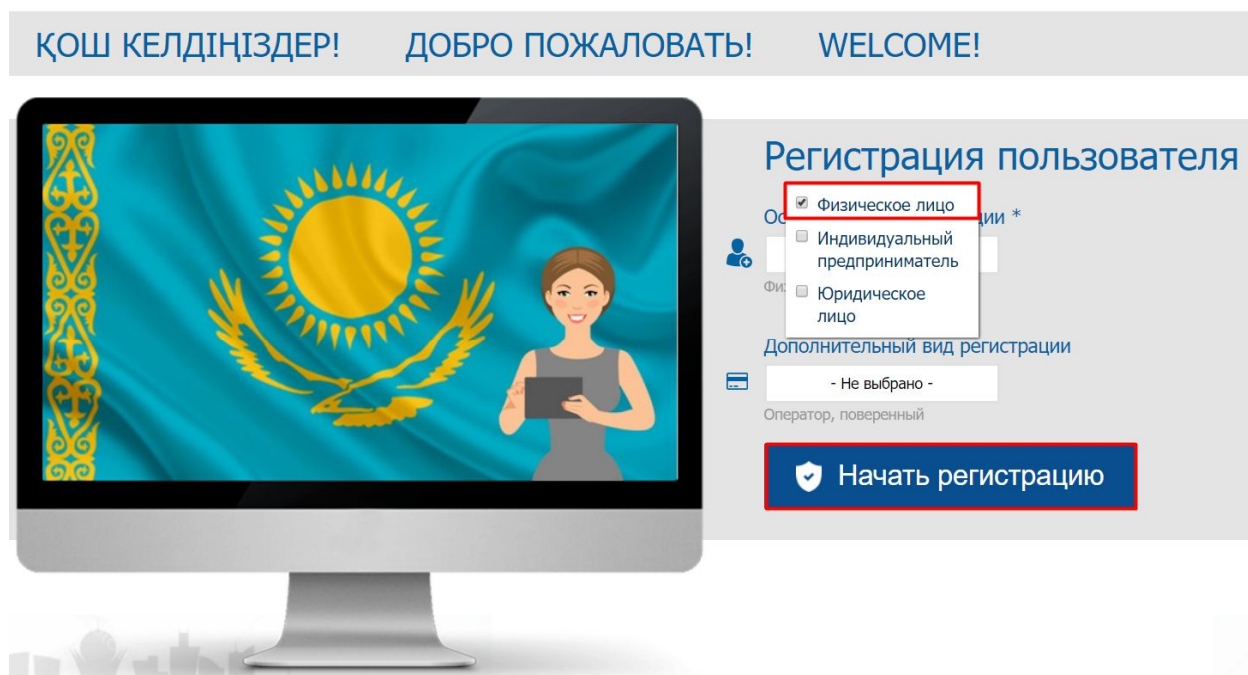 ҚОШ КЕЛДІҢІЗДЕР! ДОБРО ПОЖАЛОВАТЬ! WELCOME!
Регистрация пользователя
Физическое лицо
Индивидуальный
предприниматель
Юридическое
лицо
Дополнительный вид регистрации
- Не выбрано -
Оператор, поверенный
Начать регистрацию